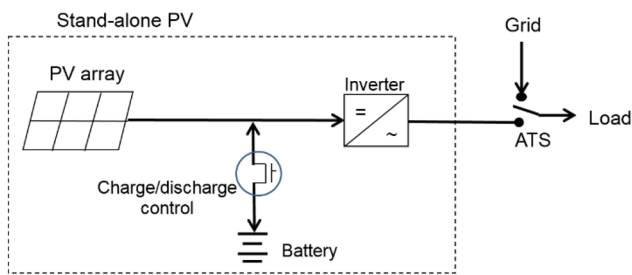 Stand-alone PV
Grid
PV array
Inverter
=
~
Load
ATS
Charge/discharge
control
Battery